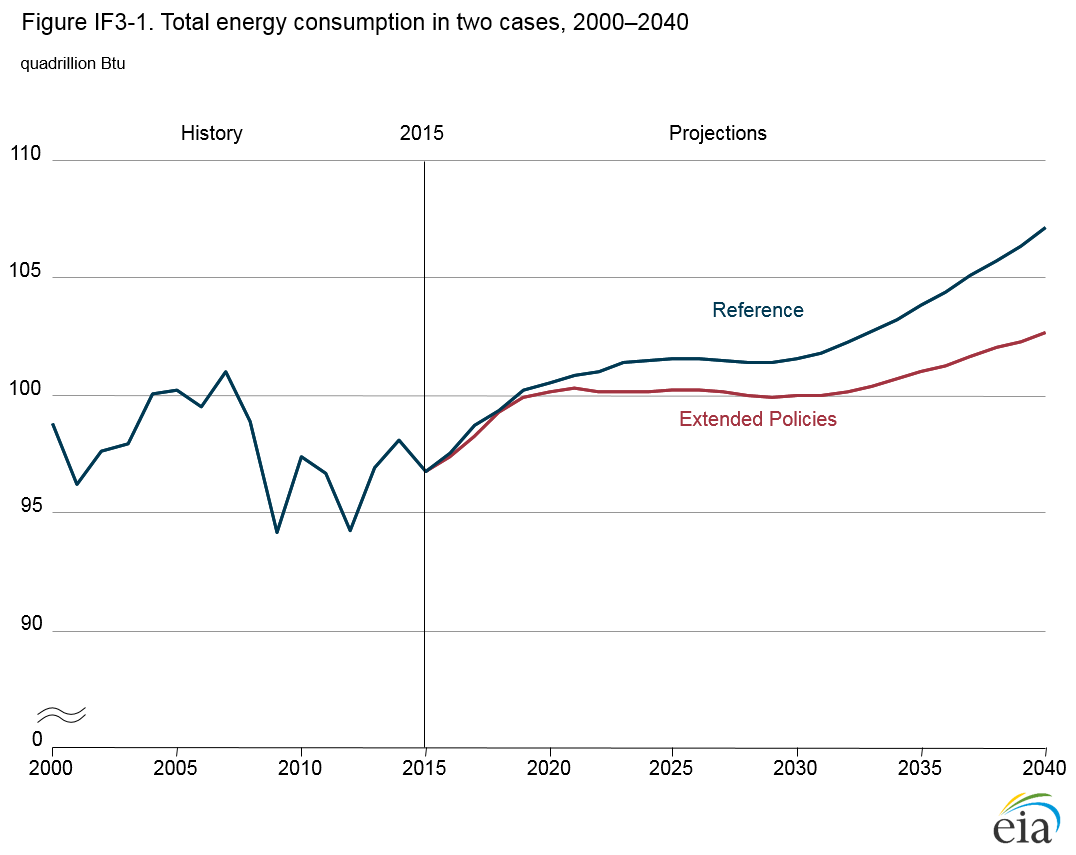 Figure IF3-1. Total energy consumption in two cases, 2000–2040
quadrillion Btu
History 2015 Projections
110
105
Reference
100
Extended Policies
95
90
0
2000 2005 2010 2015 2020 2025 2030 2035 2040
eia